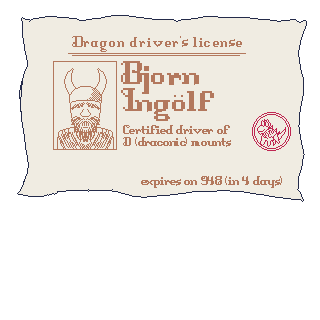 Dragon driver's license
Bjorn
Ingölf
Certified driver of
D (draconic) mounts
expires on 948 (in 4 days)